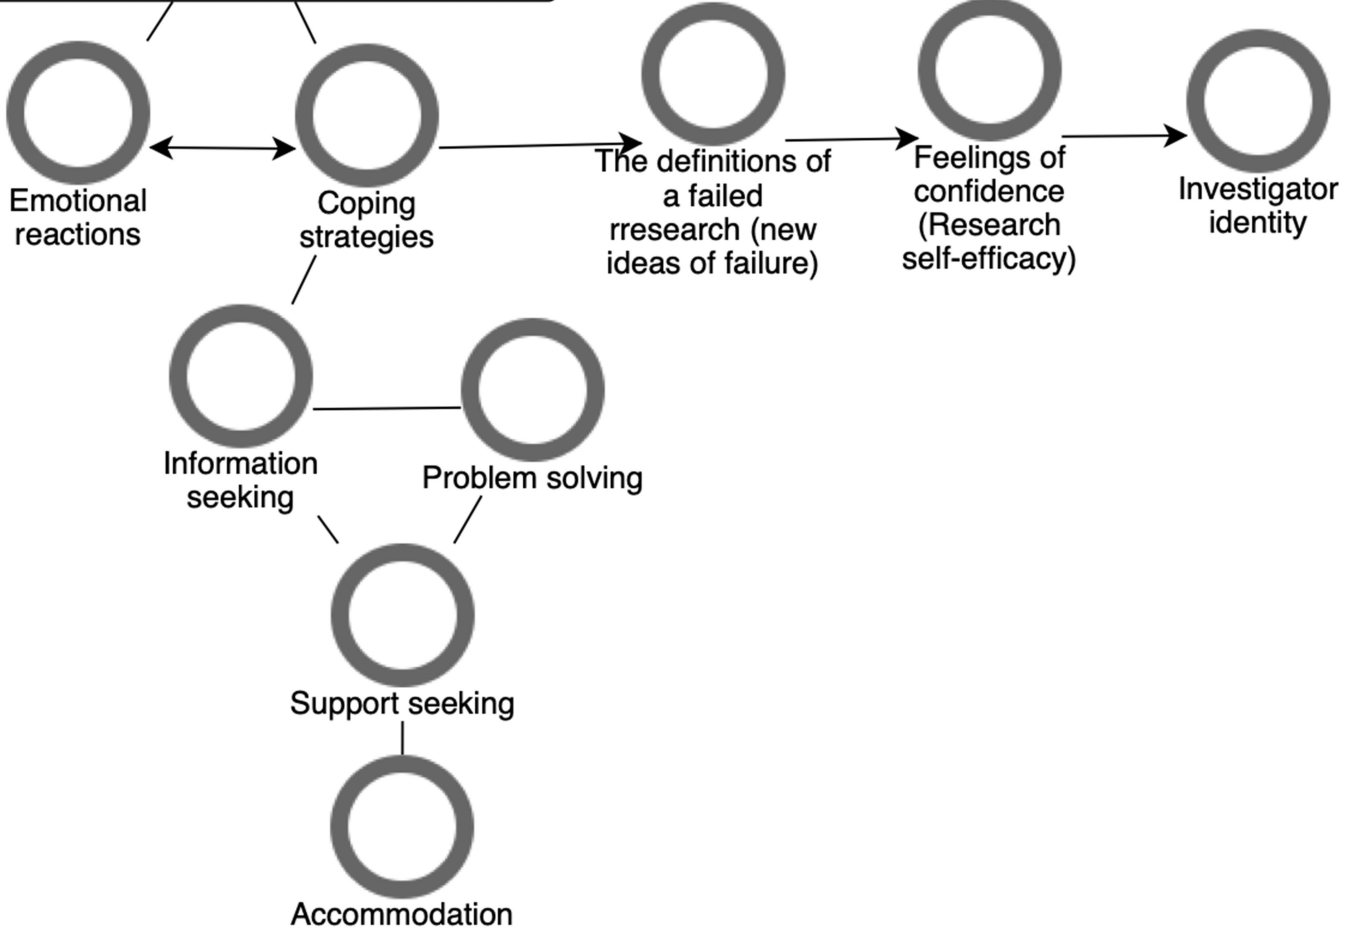 Emotional
reactions
Coping
strategies
The definitions of
a failed
rresearch (new
ideas of failure)
Feelings of
confidence
(Research
self-efficacy)
Investigator
identity
Information
seeking
Problem solving
Support seeking
Accommodation